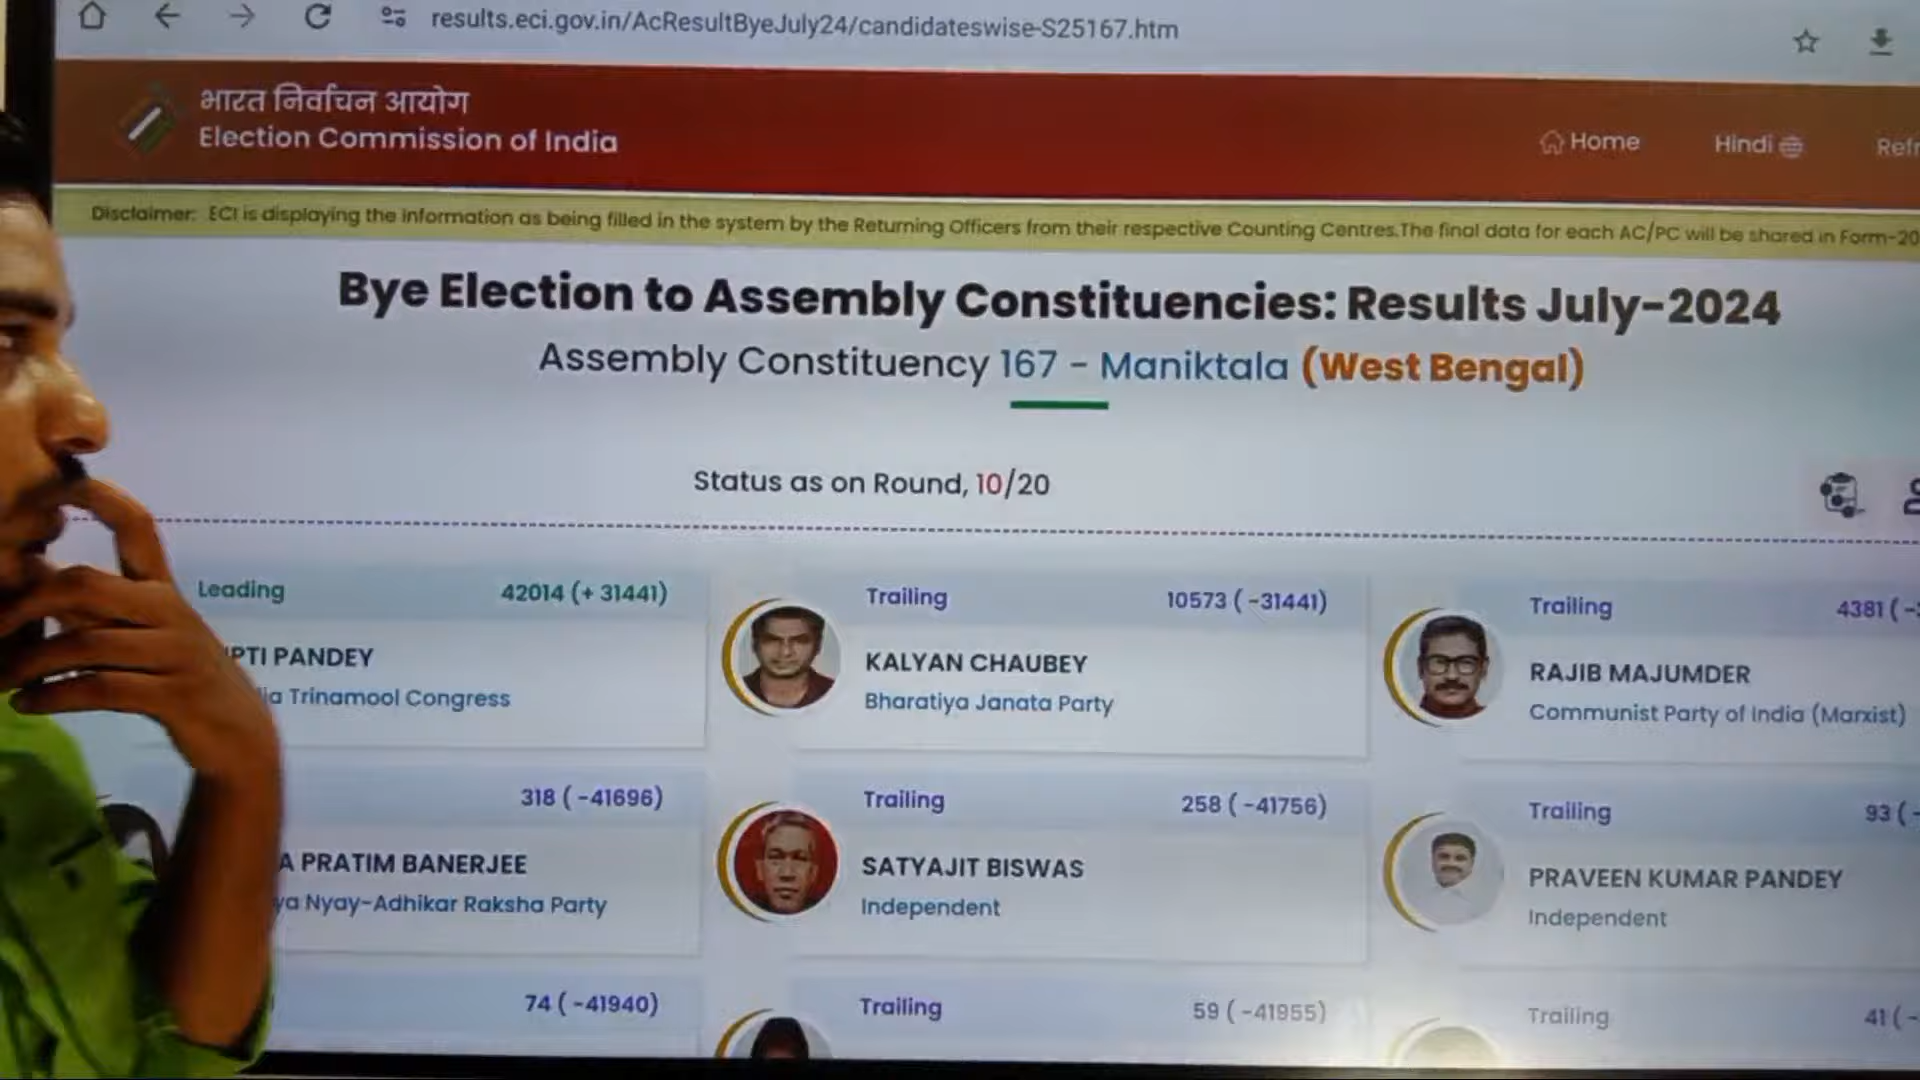 results.eci.gov.in/AcResultByeJuly24/candidateswise-S25167.htm
भारत निर्वाचन आयोग
Election Commission of India
Home
Hindi
Disclaimer: ECI is displaying the information as being filled in the system by the Returning Officers from their respective Counting Centres.The final data for each AC/PC will be shared in Form-20
Bye Election to Assembly Constituencies: Results July-2024
Assembly Constituency 167 - Maniktala (West Bengal)
Status as on Round, 10/20
Leading 42014 (+ 31441)
PTI PANDEY
ia Trinamool Congress
Trailing 10573 ( -31441)
KALYAN CHAUBEY
Bharatiya Janata Party
Trailing 4381 ( -
RAJIB MAJUMDER
Communist Party of India (Marxist)
318 ( -41696)
A PRATIM BANERJEE
ya Nyay-Adhikar Raksha Party
Trailing 258 ( -41756)
SATYAJIT BISWAS
Independent
Trailing 93 ( -
PRAVEEN KUMAR PANDEY
Independent
74 ( -41940)
Trailing 59 ( -41955)
Trailing 41 ( -